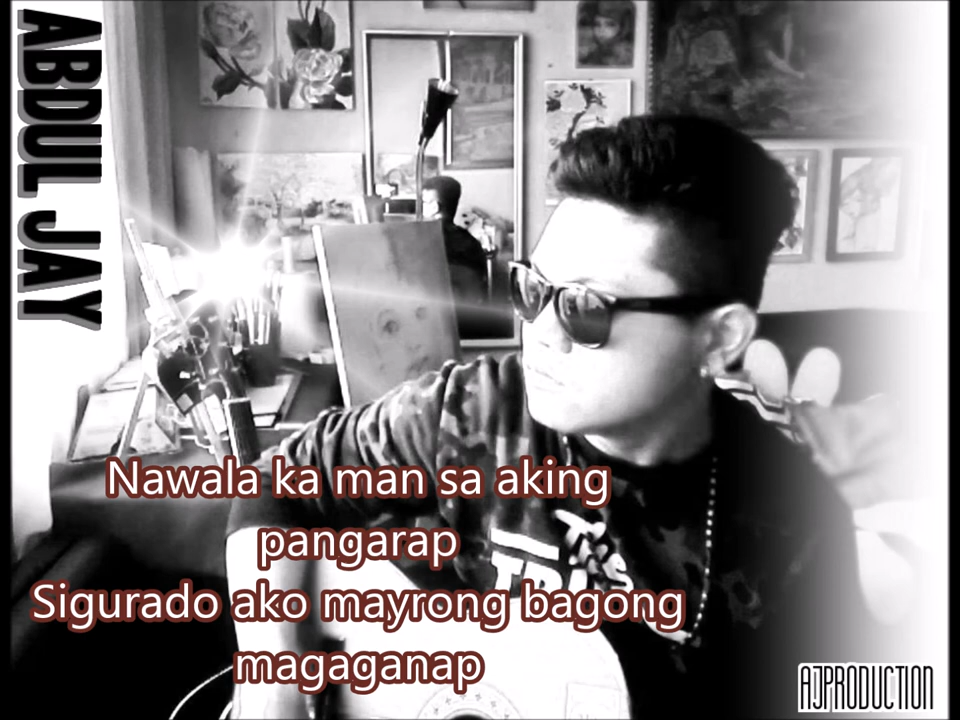 ABDUL JAY
Nawala ka man sa aking
pangarap
Sigurado ako mayrong bagong
magaganap
AJPRODUCTION